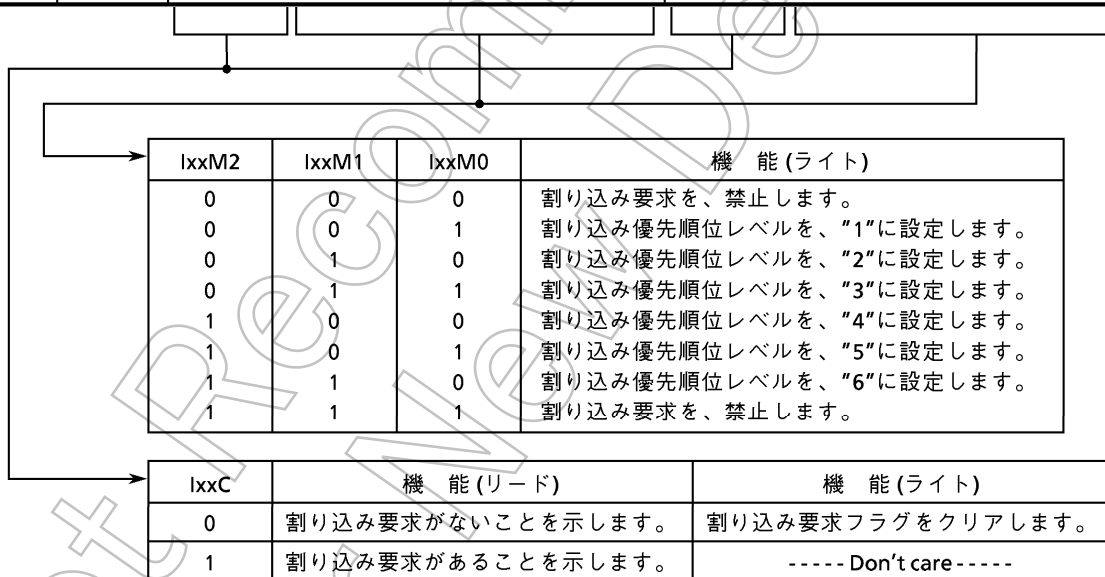 IxxM2 IxxM1 IxxM0 機 能 (ライト)
0 0 0 割り込み要求を、禁止します。
0 0 1 割り込み優先順位レベルを、"1"に設定します。
0 1 0 割り込み優先順位レベルを、"2"に設定します。
0 1 1 割り込み優先順位レベルを、"3"に設定します。
1 0 0 割り込み優先順位レベルを、"4"に設定します。
1 0 1 割り込み優先順位レベルを、"5"に設定します。
1 1 0 割り込み優先順位レベルを、"6"に設定します。
1 1 1 割り込み要求を、禁止します。
IxxC 機 能 (リード) 機 能 (ライト)
0 割り込み要求がないことを示します。 割り込み要求フラグをクリアします。
1 割り込み要求があることを示します。 ----- Don't care -----